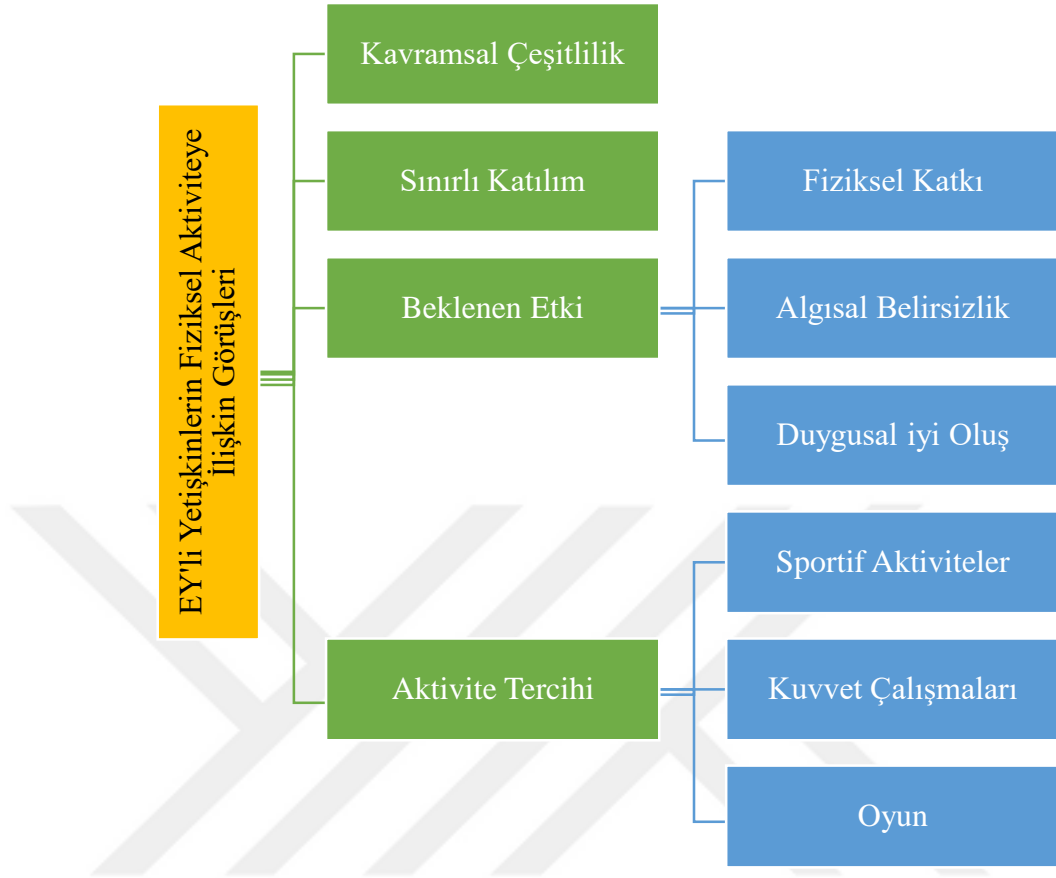 EY'li Yetişkinlerin Fiziksel Aktiviteye
İlişkin Görüşleri
Kavramsal Çeşitlilik
Sınırlı Katılım
Beklenen Etki
Fiziksel Katkı
Algısal Belirsizlik
Duygusal iyi Oluş
Aktivite Tercihi
Sportif Aktiviteler
Kuvvet Çalışmaları
Oyun